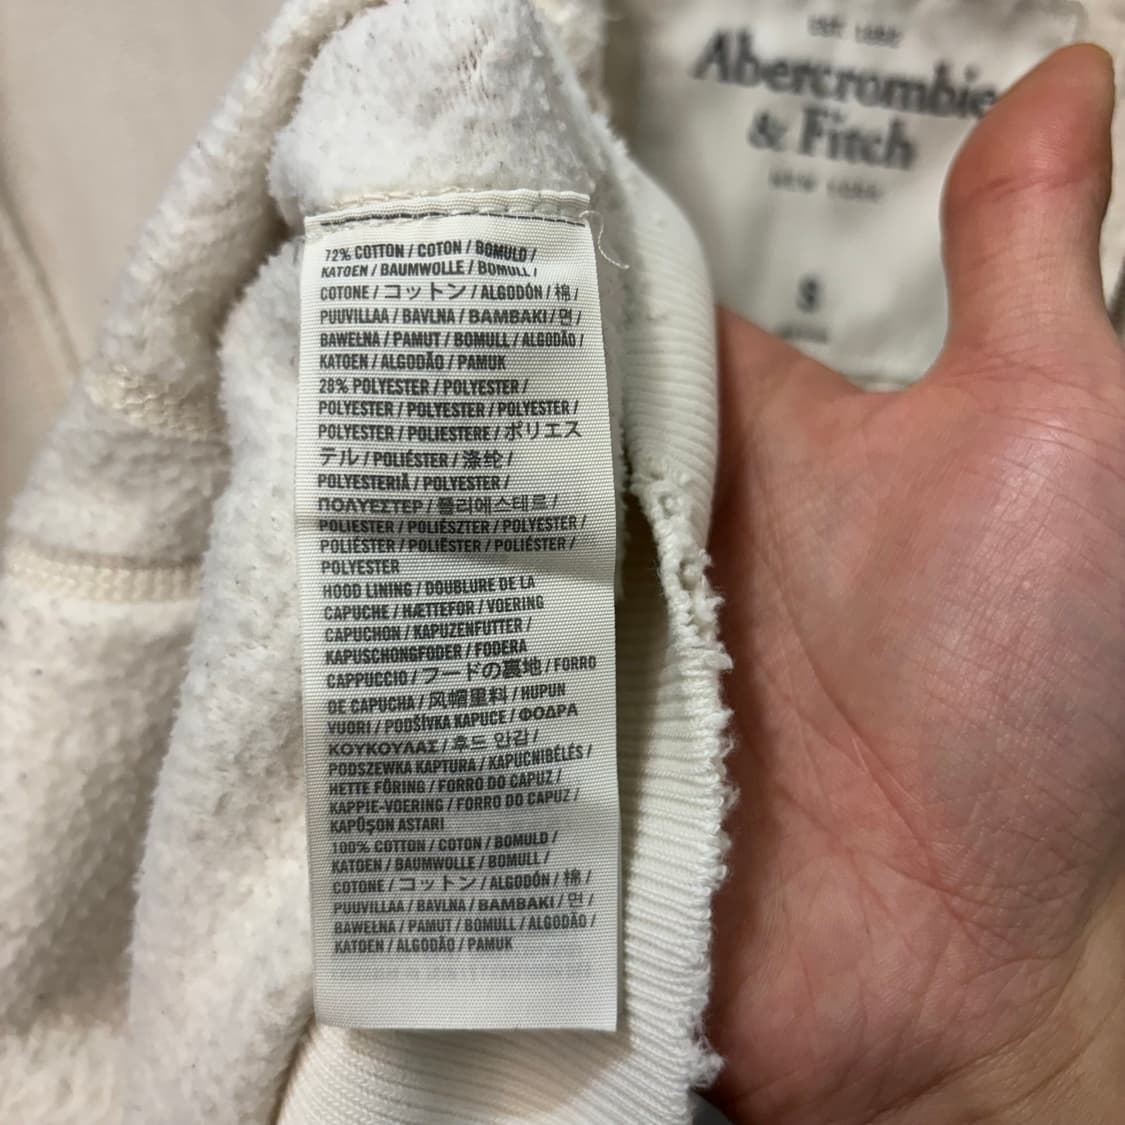 Abercrombie
& Fitch
NEW YORK
S
72% COTTON / COTON / BOMULD /
KATOEN / BAUMWOLLE / BOMULL /
COTONE / コットン / ALGODÓN / 棉 /
PUUVILLAA / BAVLNA / BAMBAKI / 면 /
BAWEŁNA / PAMUT / BOMULL / ALGODÃO /
KATOEN / ALGODÃO / PAMUK
28% POLYESTER / POLYESTER /
POLYESTER / POLYESTER / POLYESTER /
POLYESTER / POLIESTERE / ポリエス
テル / POLIÉSTER / 涤纶 /
POLYESTERIÄ / POLYESTER /
ΠΟΛΥΕΣΤΕΡ / 폴리에스테르 /
POLIESTER / POLIÉSZTER / POLYESTER /
POLIÉSTER / POLIËSTER / POLIÉSTER /
POLYESTER
HOOD LINING / DOUBLURE DE LA
CAPUCHE / HÆTTEFOR / VOERING
CAPUCHON / KAPUZENFUTTER /
KAPUSCHONGFODER / FODERA
CAPPUCCIO / フードの裏地 / FORRO
DE CAPUCHA / 风帽里料 / HUPUN
VUORI / PODŠÍVKA KAPUCE / ΦΟΔΡΑ
ΚΟΥΚΟΥΛΑΣ / 후드 안감 /
PODSZEWKA KAPTURA / KAPUCNIBÉLÉS /
HETTE FÔRING / FORRO DO CAPUZ /
KAPPIE-VOERING / FORRO DO CAPUZ /
KAPÜŞON ASTARI
100% COTTON / COTON / BOMULD /
KATOEN / BAUMWOLLE / BOMULL /
COTONE / コットン / ALGODÓN / 棉 /
PUUVILLAA / BAVLNA / BAMBAKI / 면 /
BAWEŁNA / PAMUT / BOMULL / ALGODÃO /
KATOEN / ALGODÃO / PAMUK